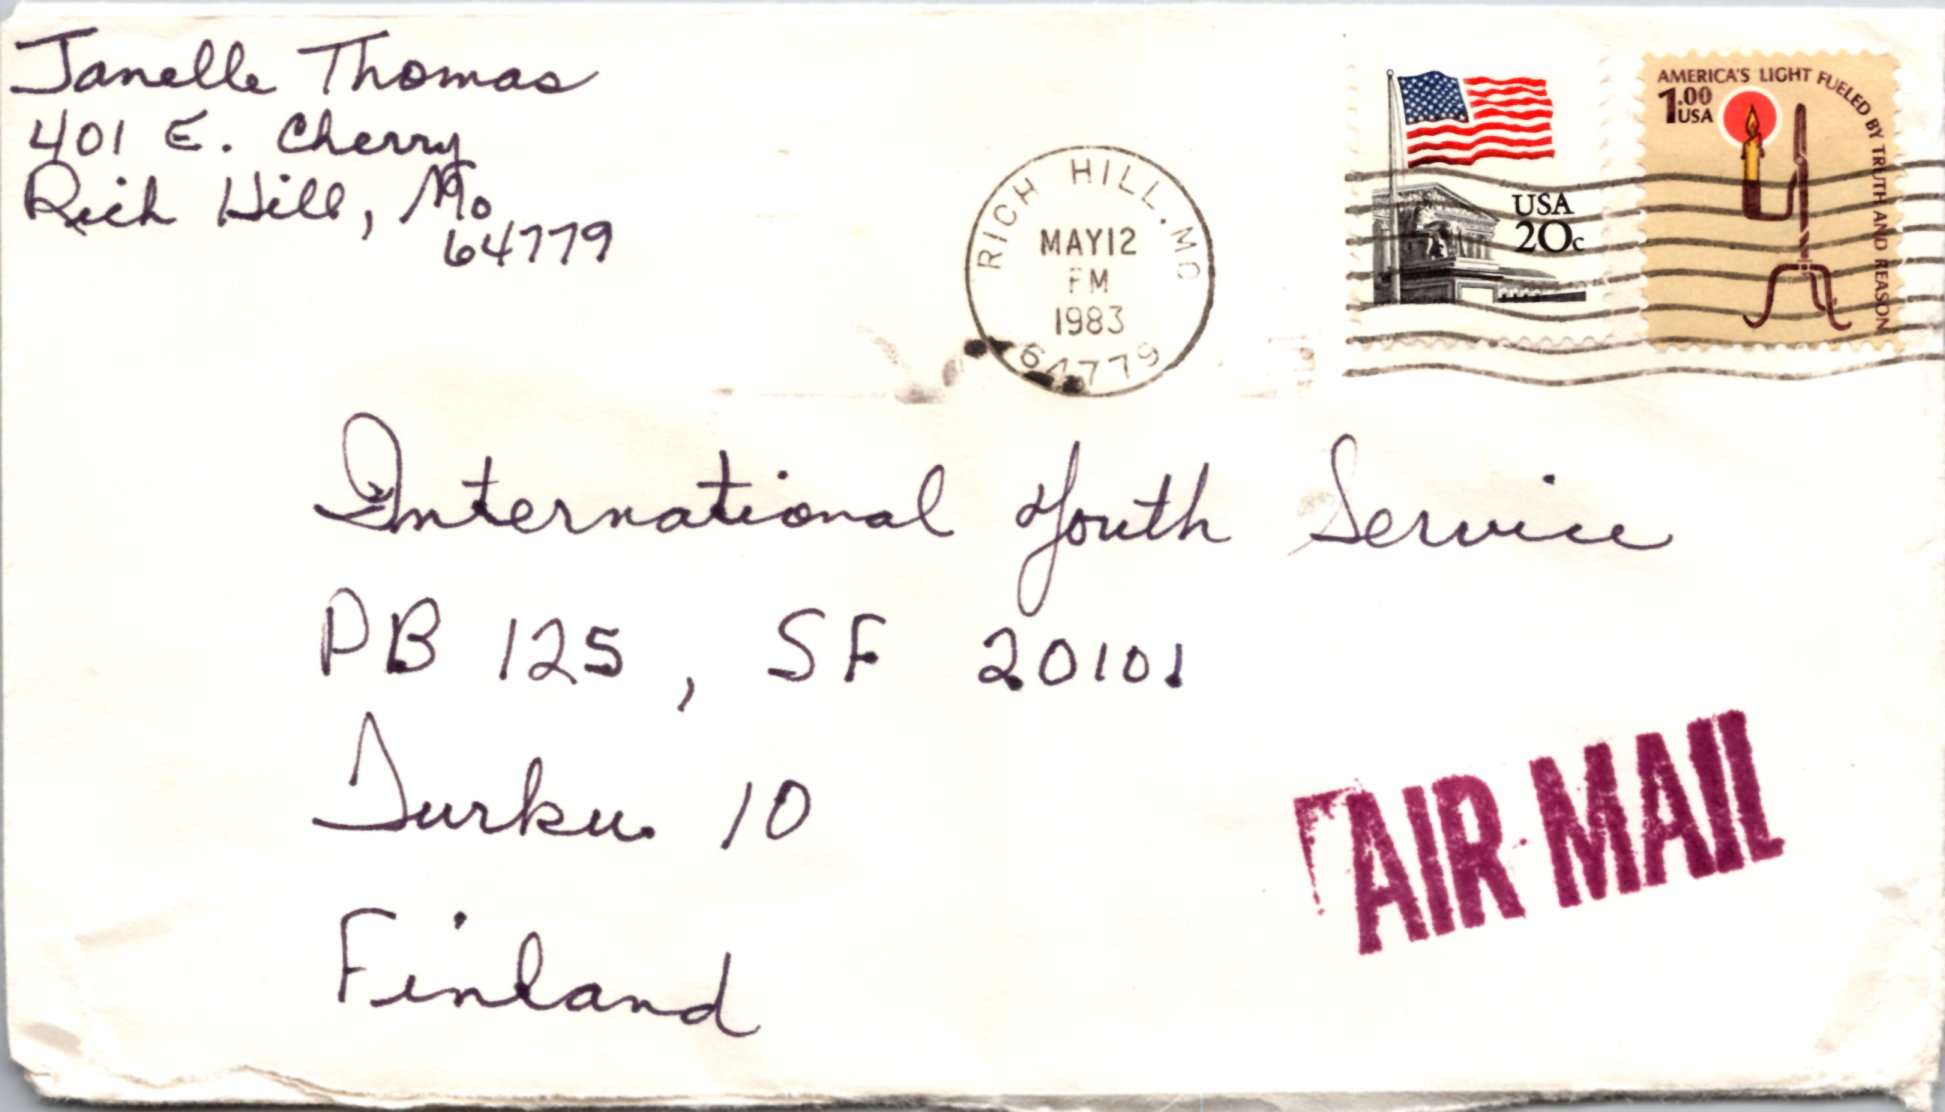 Janelle Thomas
401 E. Cherry
Rich Hill, Mo
64779
RICH HILL. MO
MAY 12
PM
1983
64779
USA
20c
AMERICA'S LIGHT FUELED BY TRUTH AND REASON
1.00
USA
International Youth Service
PB 125, SF 20101
Turku 10
Finland
AIR MAIL